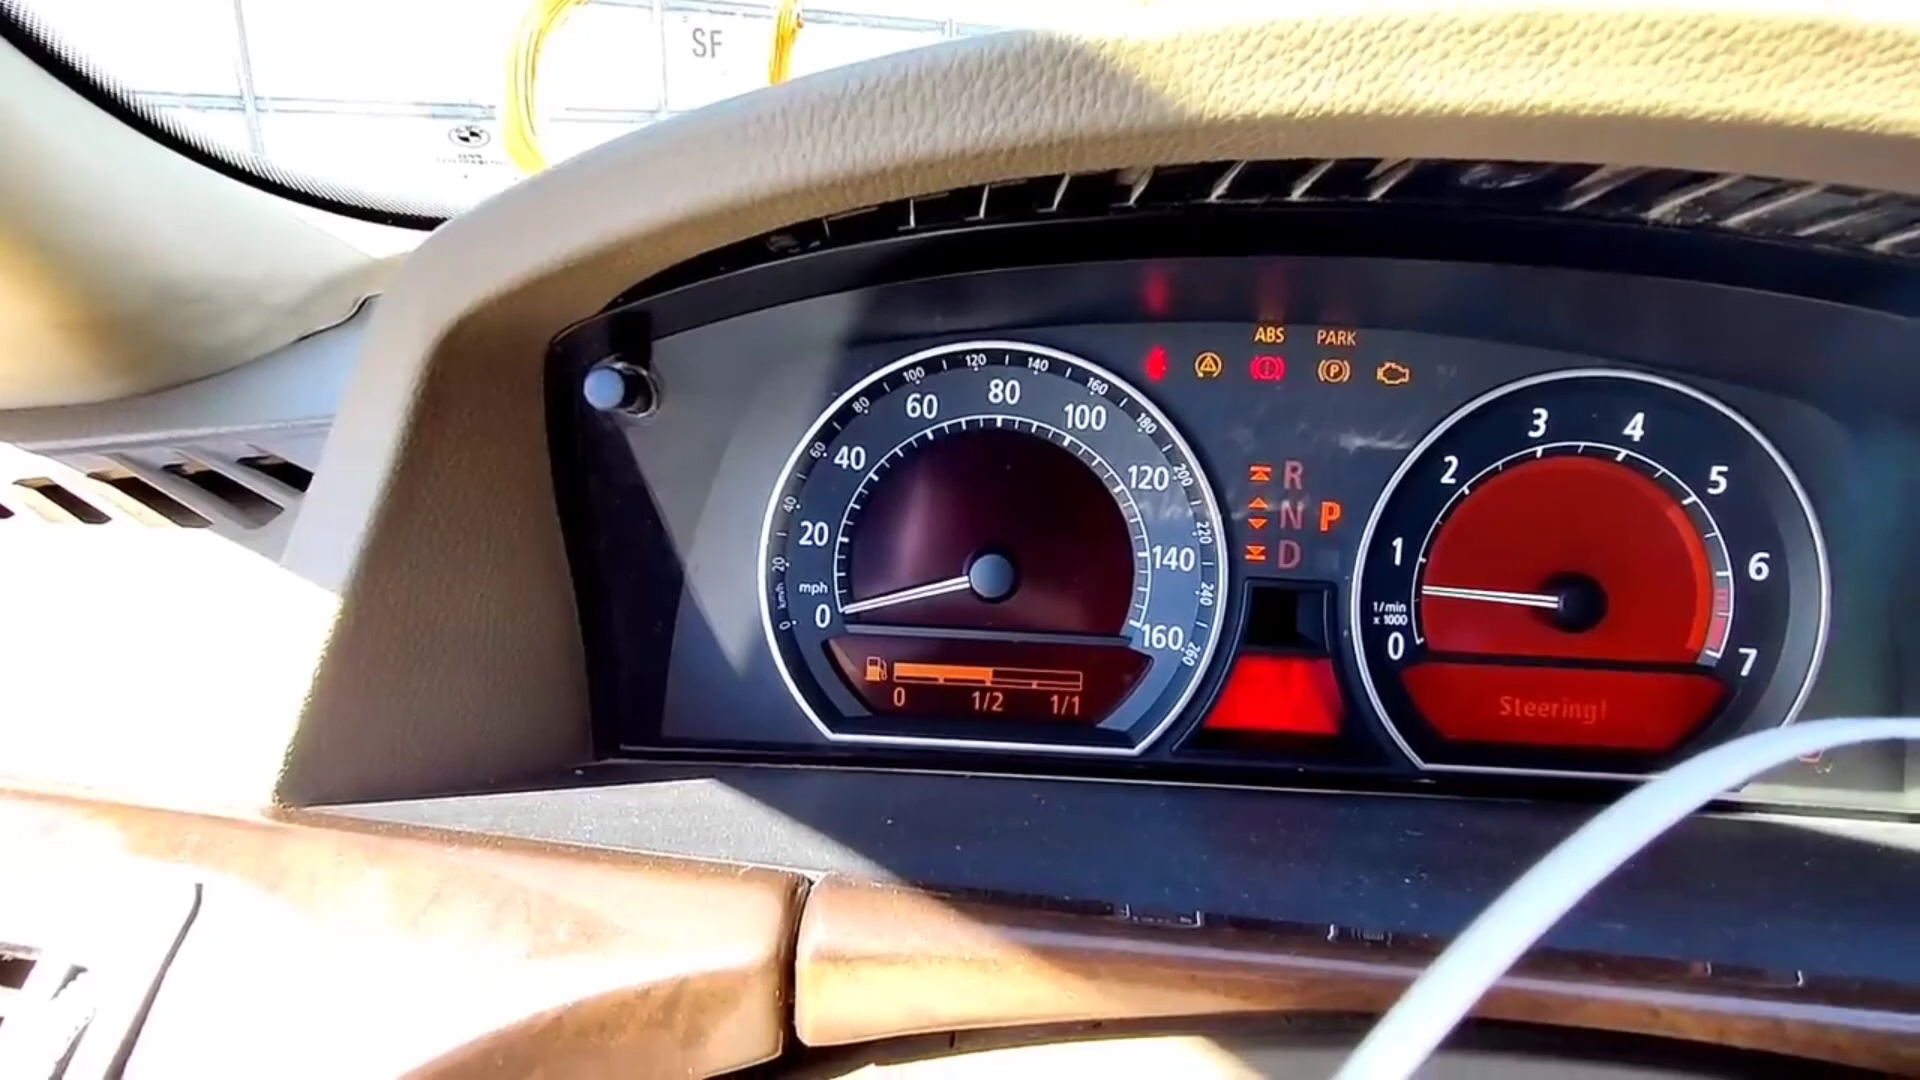 SF
ABS PARK
0 20 40 60 80 100 120 140 160
mph
km/h
0 20 40 60 80 100 120 140 160 180 200 220 240 260
R
N P
D
0 1/2 1/1
0 1 2 3 4 5 6 7
1/min
x 1000
Steering!